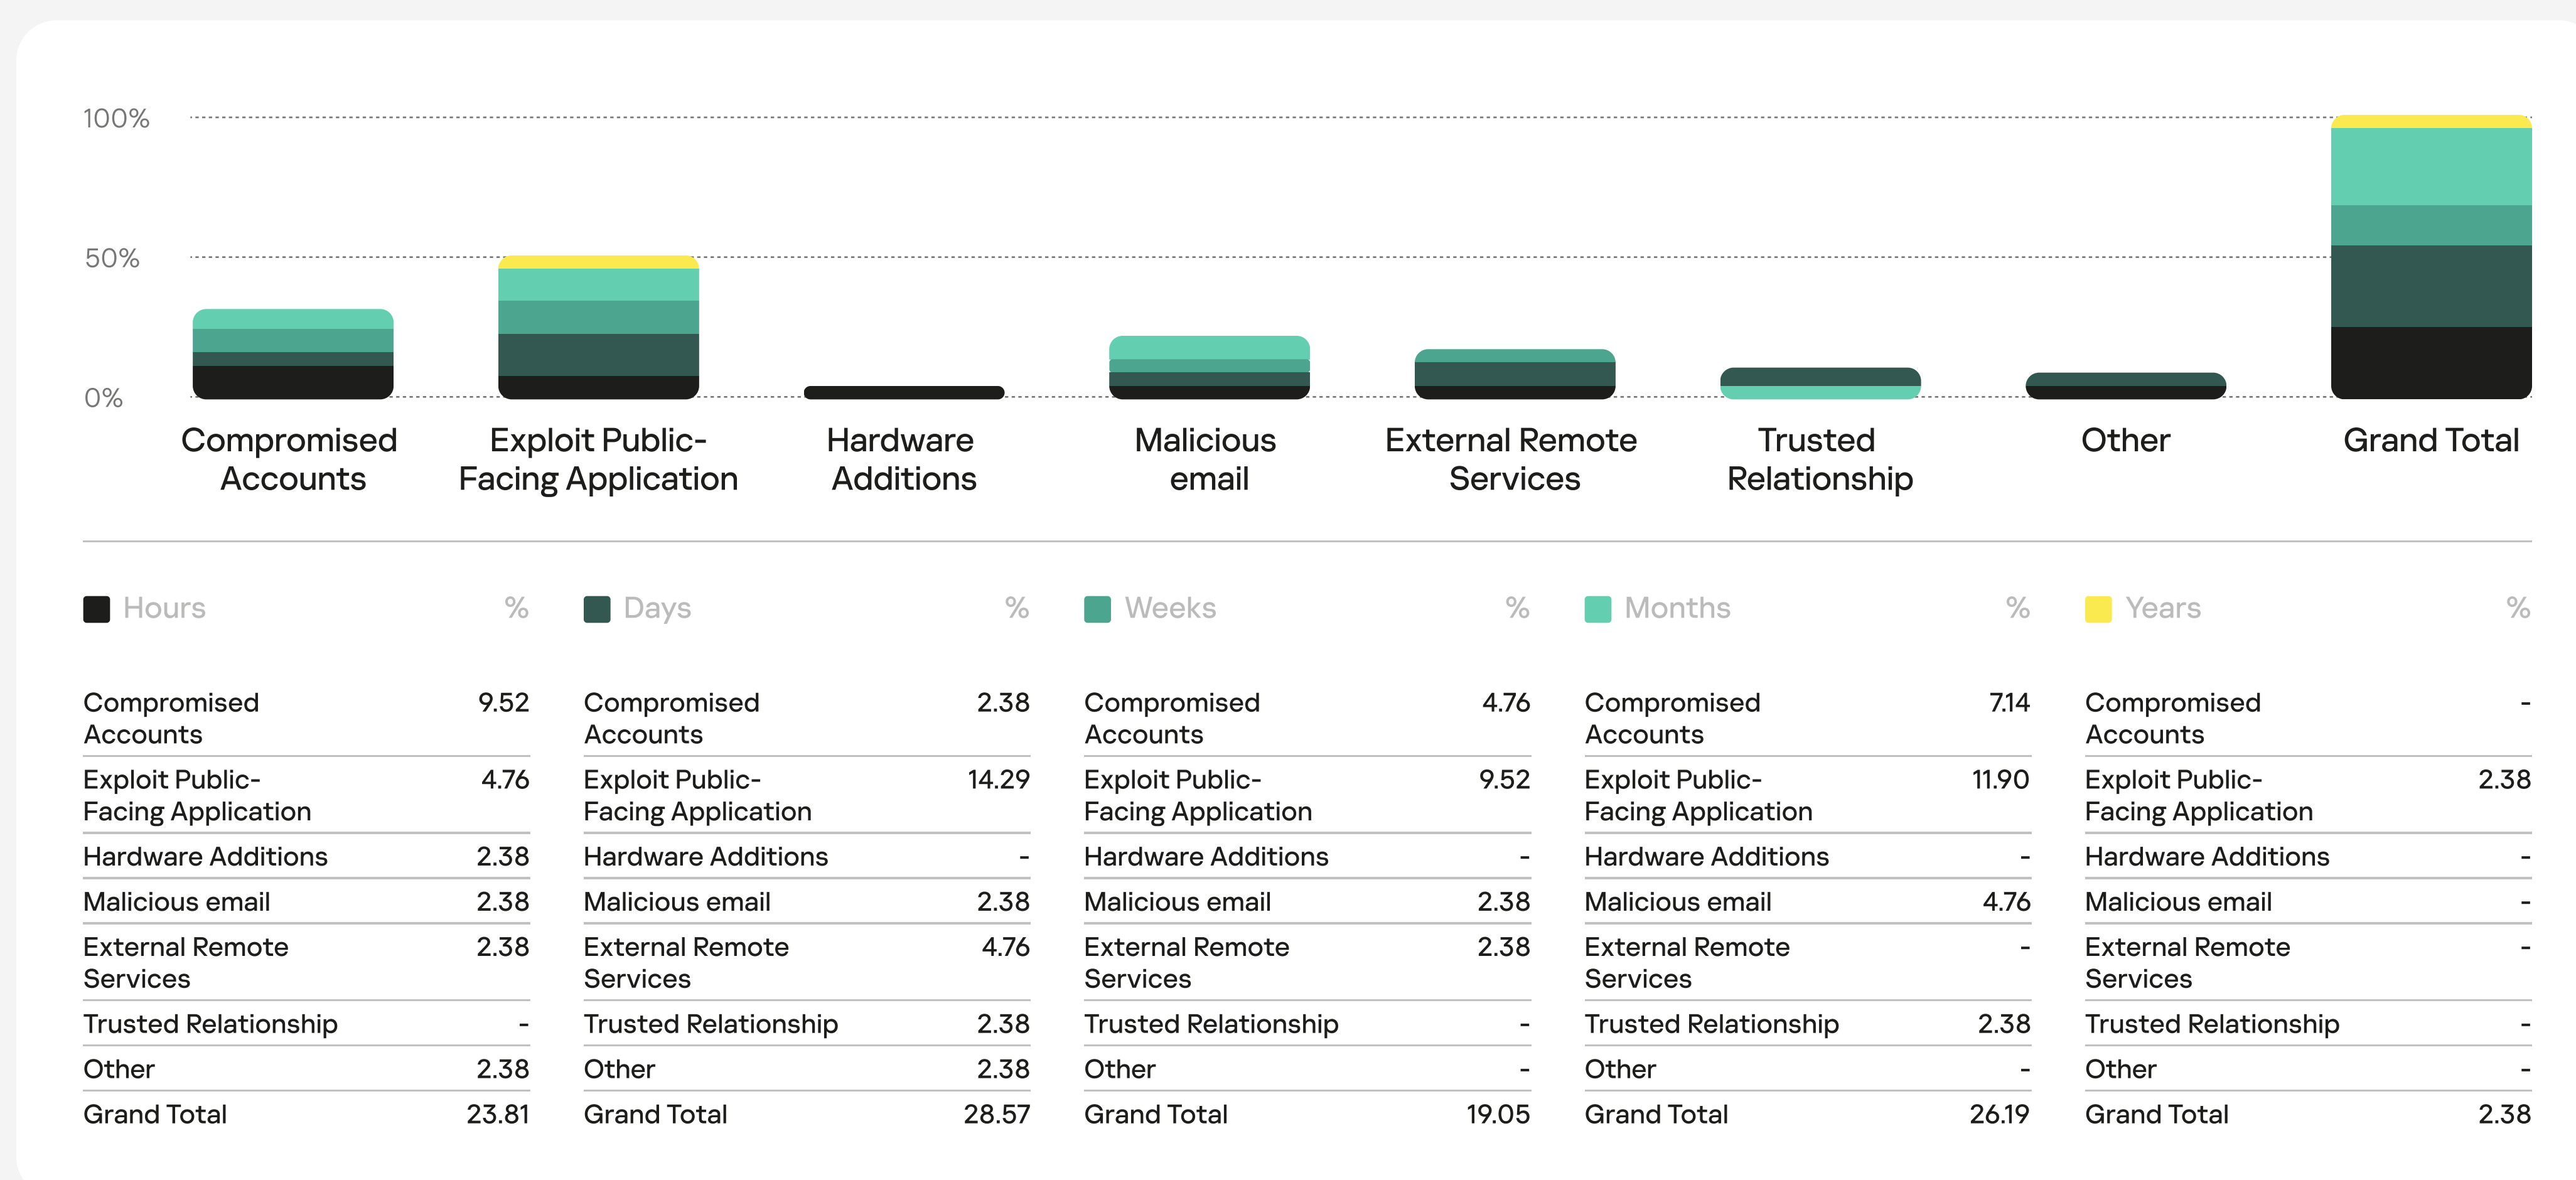 100%
50%
0%
Compromised
Accounts
Exploit Public-
Facing Application
Hardware
Additions
Malicious
email
External Remote
Services
Trusted
Relationship
Other
Grand Total
Hours %
Compromised 9.52
Accounts
Exploit Public- 4.76
Facing Application
Hardware Additions 2.38
Malicious email 2.38
External Remote 2.38
Services
Trusted Relationship -
Other 2.38
Grand Total 23.81
Days %
Compromised 2.38
Accounts
Exploit Public- 14.29
Facing Application
Hardware Additions -
Malicious email 2.38
External Remote 4.76
Services
Trusted Relationship 2.38
Other 2.38
Grand Total 28.57
Weeks %
Compromised 4.76
Accounts
Exploit Public- 9.52
Facing Application
Hardware Additions -
Malicious email 2.38
External Remote 2.38
Services
Trusted Relationship -
Other -
Grand Total 19.05
Months %
Compromised 7.14
Accounts
Exploit Public- 11.90
Facing Application
Hardware Additions -
Malicious email 4.76
External Remote -
Services
Trusted Relationship 2.38
Other -
Grand Total 26.19
Years %
Compromised -
Accounts
Exploit Public- 2.38
Facing Application
Hardware Additions -
Malicious email -
External Remote -
Services
Trusted Relationship -
Other -
Grand Total 2.38